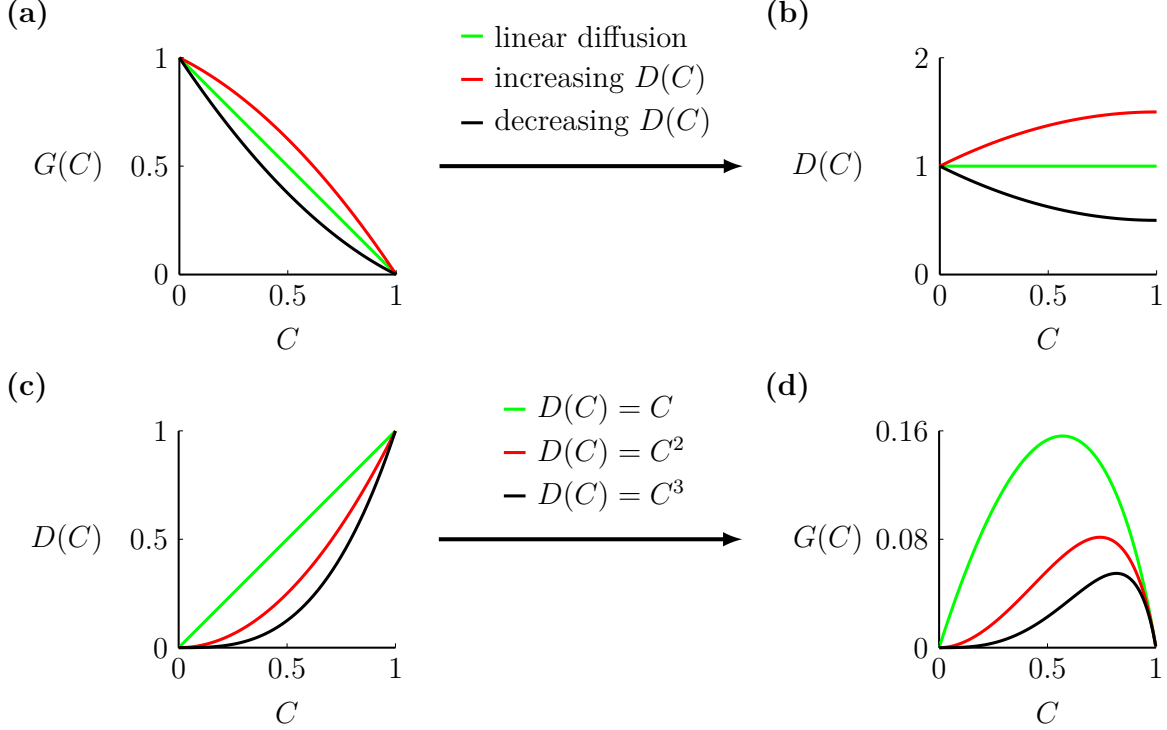 (a)
(b)
linear diffusion
increasing D(C)
decreasing D(C)
1
0.5
0
G(C)
0
0.5
1
C
2
1
0
D(C)
0
0.5
1
C
(c)
(d)
D(C) = C
D(C) = C²
D(C) = C³
1
0.5
0
D(C)
0
0.5
1
C
0.16
0.08
0
G(C)
0
0.5
1
C